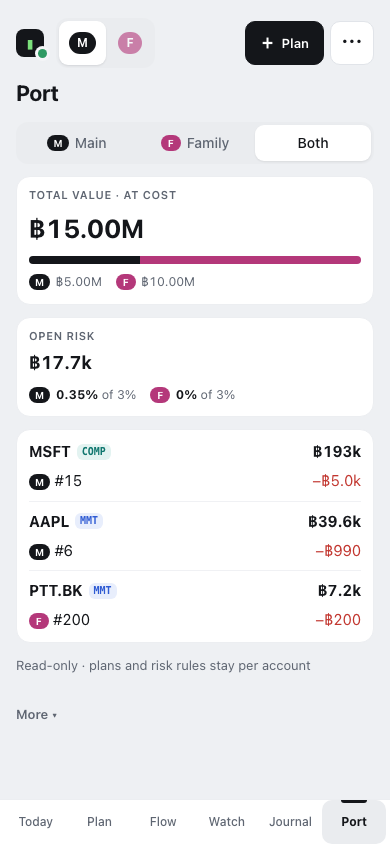 M F + Plan ...
Port
M Main F Family Both
TOTAL VALUE · AT COST
฿15.00M
M ฿5.00M F ฿10.00M
OPEN RISK
฿17.7k
M 0.35% of 3% F 0% of 3%
MSFT COMP ฿193k
M #15 −฿5.0k
AAPL MMT ฿39.6k
M #6 −฿990
PTT.BK MMT ฿7.2k
F #200 −฿200
Read-only · plans and risk rules stay per account
More ▾
Today Plan Flow Watch Journal Port